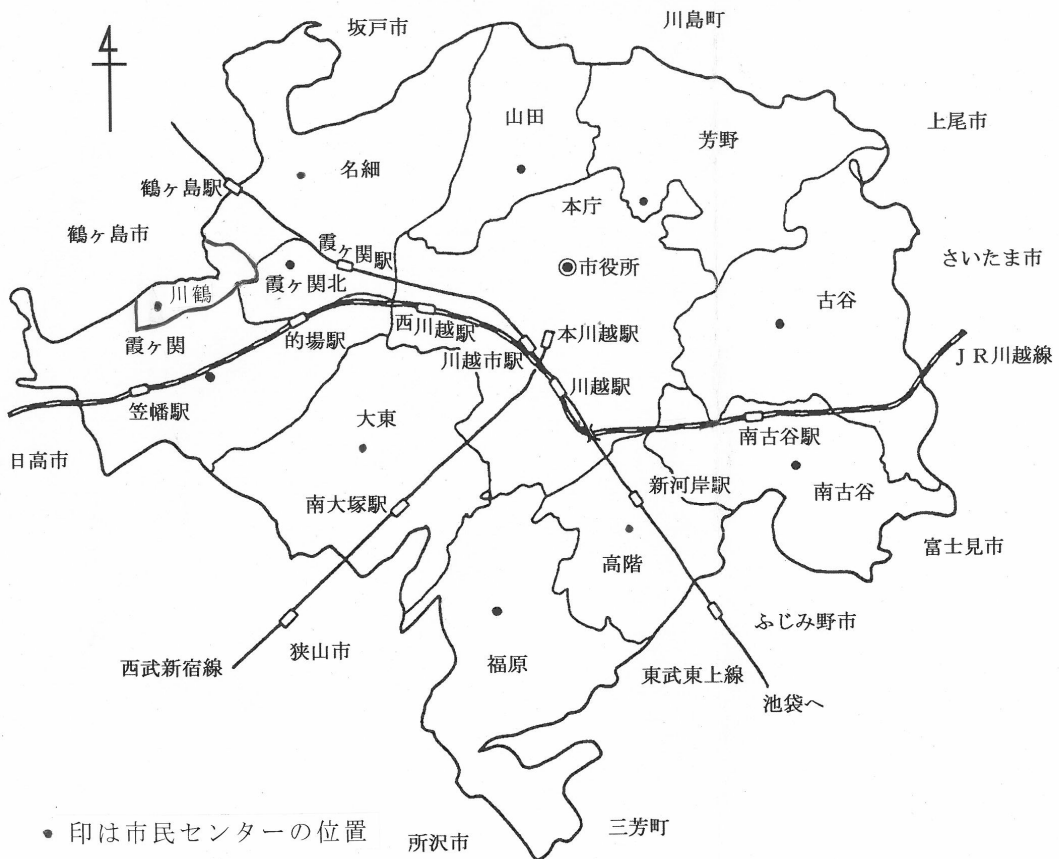 坂戸市
川島町
山田
上尾市
芳野
名細
鶴ヶ島駅
本庁
鶴ヶ島市
霞ヶ関駅
市役所
さいたま市
霞ヶ関北
川鶴
古谷
西川越駅
本川越駅
霞ヶ関
的場駅
川越市駅
JR川越線
川越駅
笠幡駅
大東
南古谷駅
日高市
新河岸駅
南古谷
南大塚駅
富士見市
高階
ふじみ野市
狭山市
西武新宿線
福原
東武東上線
池袋へ
● 印は市民センターの位置
三芳町
所沢市